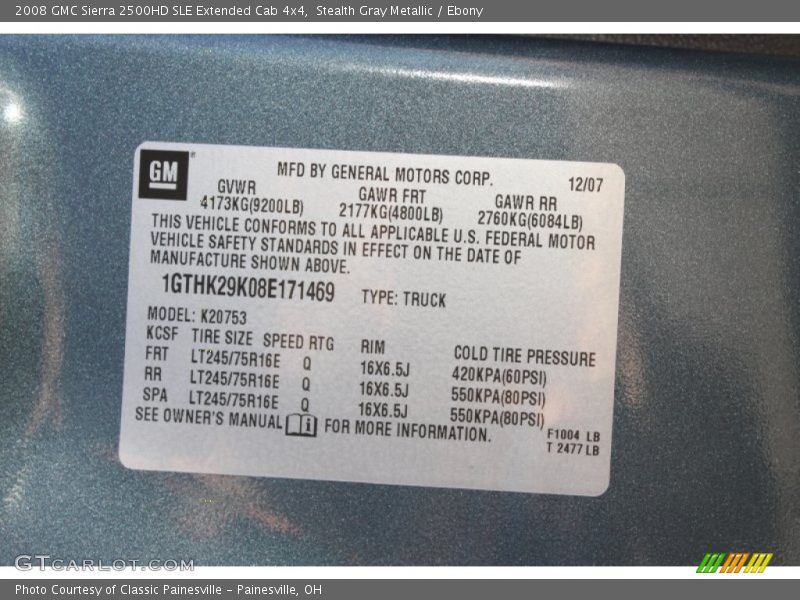 2008 GMC Sierra 2500HD SLE Extended Cab 4x4, Stealth Gray Metallic / Ebony
GM
MFD BY GENERAL MOTORS CORP. 12/07
GVWR GAWR FRT GAWR RR
4173KG(9200LB) 2177KG(4800LB) 2760KG(6084LB)
THIS VEHICLE CONFORMS TO ALL APPLICABLE U.S. FEDERAL MOTOR
VEHICLE SAFETY STANDARDS IN EFFECT ON THE DATE OF
MANUFACTURE SHOWN ABOVE.
1GTHK29K08E171469 TYPE: TRUCK
MODEL: K20753
KCSF TIRE SIZE SPEED RTG RIM COLD TIRE PRESSURE
FRT LT245/75R16E Q 16X6.5J 420KPA(60PSI)
RR LT245/75R16E Q 16X6.5J 550KPA(80PSI)
SPA LT245/75R16E Q 16X6.5J 550KPA(80PSI)
SEE OWNER'S MANUAL i FOR MORE INFORMATION.
F1004 LB
T 2477 LB
GTCARLOT.COM
Photo Courtesy of Classic Painesville - Painesville, OH